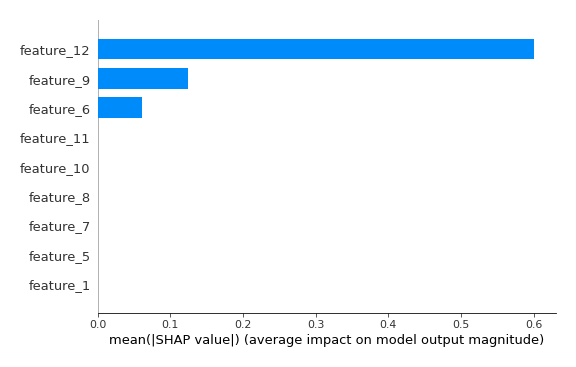 feature_12
feature_9
feature_6
feature_11
feature_10
feature_8
feature_7
feature_5
feature_1
0.0 0.1 0.2 0.3 0.4 0.5 0.6
mean(|SHAP value|) (average impact on model output magnitude)